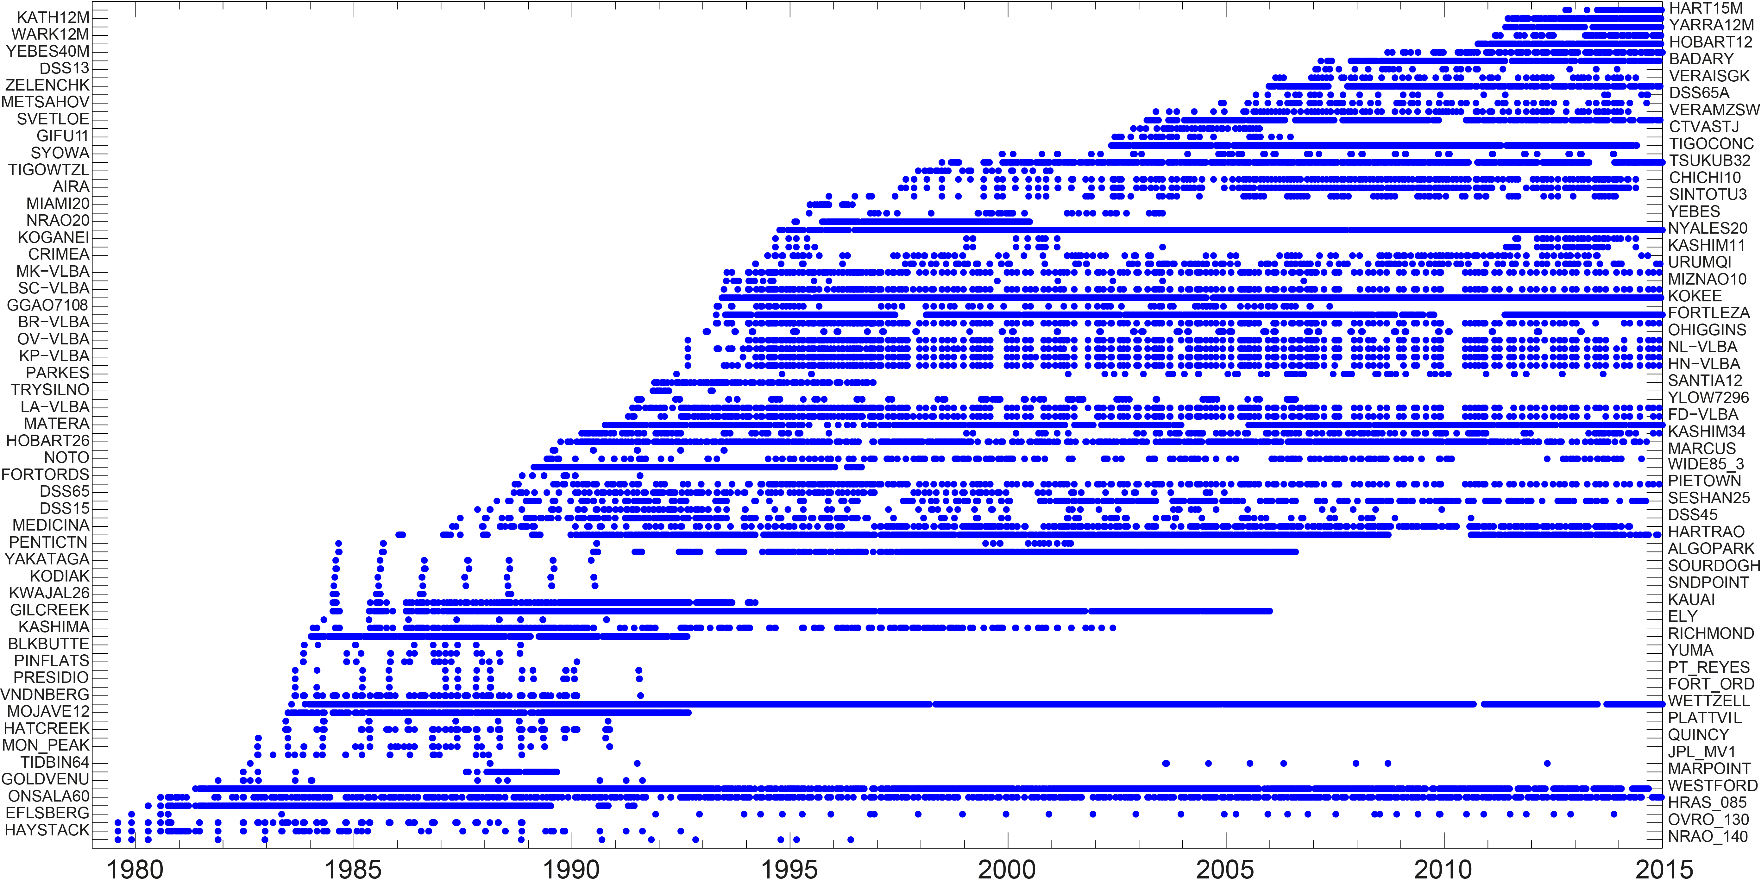 KATH12M
WARK12M
YEBES40M
DSS13
ZELENCHK
METSAHOV
SVETLOE
GIFU11
SYOWA
TIGOWTZL
AIRA
MIAMI20
NRAO20
KOGANEI
CRIMEA
MK-VLBA
SC-VLBA
GGAO7108
BR-VLBA
OV-VLBA
KP-VLBA
PARKES
TRYSILNO
LA-VLBA
MATERA
HOBART26
NOTO
FORTORDS
DSS65
DSS15
MEDICINA
PENTICTN
YAKATAGA
KODIAK
KWAJAL26
GILCREEK
KASHIMA
BLKBUTTE
PINFLATS
PRESIDIO
VNDNBERG
MOJAVE12
HATCREEK
MON_PEAK
TIDBIN64
GOLDVENU
ONSALA60
EFLSBERG
HAYSTACK
HART15M
YARRA12M
HOBART12
BADARY
VERAISGK
DSS65A
VERAMZSW
CTVASTJ
TIGOCONC
TSUKUB32
CHICHI10
SINTOTU3
YEBES
NYALES20
KASHIM11
URUMQI
MIZNAO10
KOKEE
FORTLEZA
OHIGGINS
NL-VLBA
HN-VLBA
SANTIA12
YLOW7296
FD-VLBA
KASHIM34
MARCUS
WIDE85_3
PIETOWN
SESHAN25
DSS45
HARTRAO
ALGOPARK
SOURDOGH
SNDPOINT
KAUAI
ELY
RICHMOND
YUMA
PT_REYES
FORT_ORD
WETTZELL
PLATTVIL
QUINCY
JPL_MV1
MARPOINT
WESTFORD
HRAS_085
OVRO_130
NRAO_140
1980 1985 1990 1995 2000 2005 2010 2015